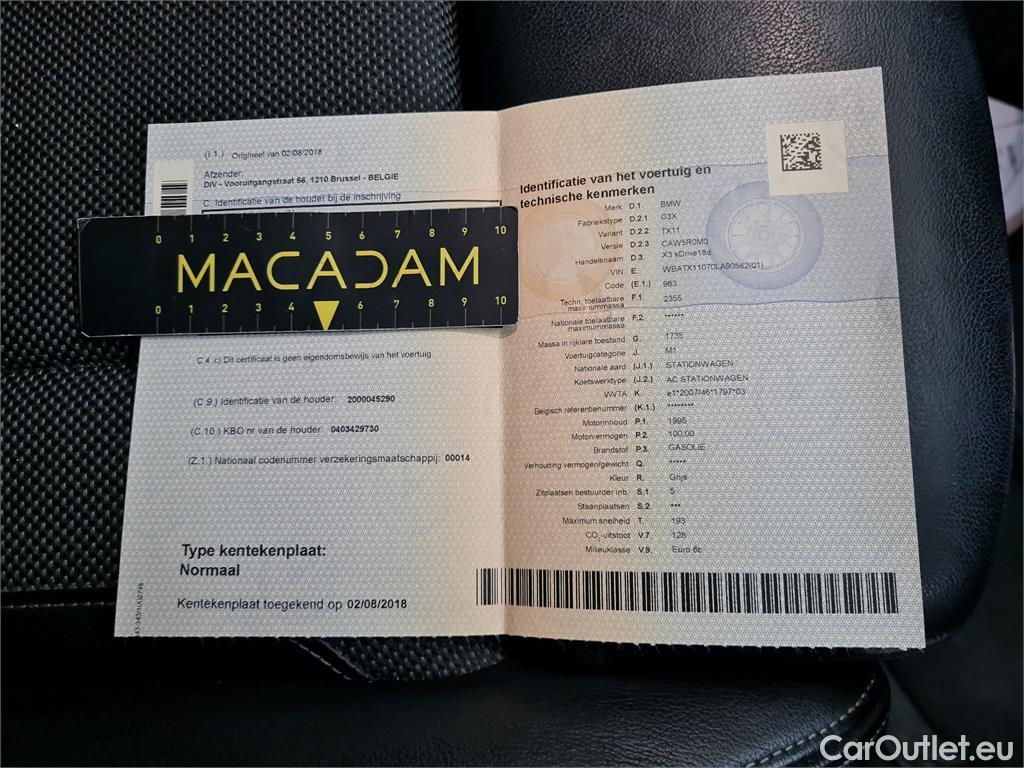 (I.1.) Origineel van 02/08/2018
Afzender:
DIV - Vooruitgangstraat 56, 1210 Brussel - BELGIE
C. Identificatie van de houder bij de inschrijving
0 1 2 3 4 5 6 7 8 9 10
MACADAM
0 1 2 3 4 6 7 8 9 10
C.4.c) Dit certificaat is geen eigendomsbewijs van het voertuig
(C.9.) Identificatie van de houder: 2000045290
(C.10.) KBO nr van de houder: 0403429730
(Z.1.) Nationaal codenummer verzekeringsmaatschappij: 00014
Type kentekenplaat:
Normaal
Kentekenplaat toegekend op 02/08/2018
Identificatie van het voertuig en
technische kenmerken
Merk D.1. BMW
Fabriekstype D.2.1. G3X
Variant D.2.2. TX11
Versie D.2.3. CAW5R0M0
Handelsnaam D.3. X3 sDrive18d
VIN E. WBATX11070LA90582(01)
Code (E.1.) 963
Techn. toelaatbare F.1. 2355
maximummassa
Nationale toelaatbare F.2. ******
maximummassa
Massa in rijklare toestand G. 1735
Voertuigcategorie J. M1
Nationale aard (J.1.) STATIONWAGEN
Koetswerktype (J.2.) AC STATIONWAGEN
WVTA K. e1*2007/46*1797*03
Belgisch referentienummer (K.1.) ********
Motorinhoud P.1. 1995
Motorvermogen P.2. 100.00
Brandstof P.3. GASOLIE
Verhouding vermogen/gewicht Q. *****
Kleur R. Grijs
Zitplaatsen bestuurder inb. S.1. 5
Staanplaatsen S.2. ***
Maximum snelheid T. 193
CO2-uitstoot V.7. 128
Milieuklasse V.9. Euro 6c
CarOutlet.eu